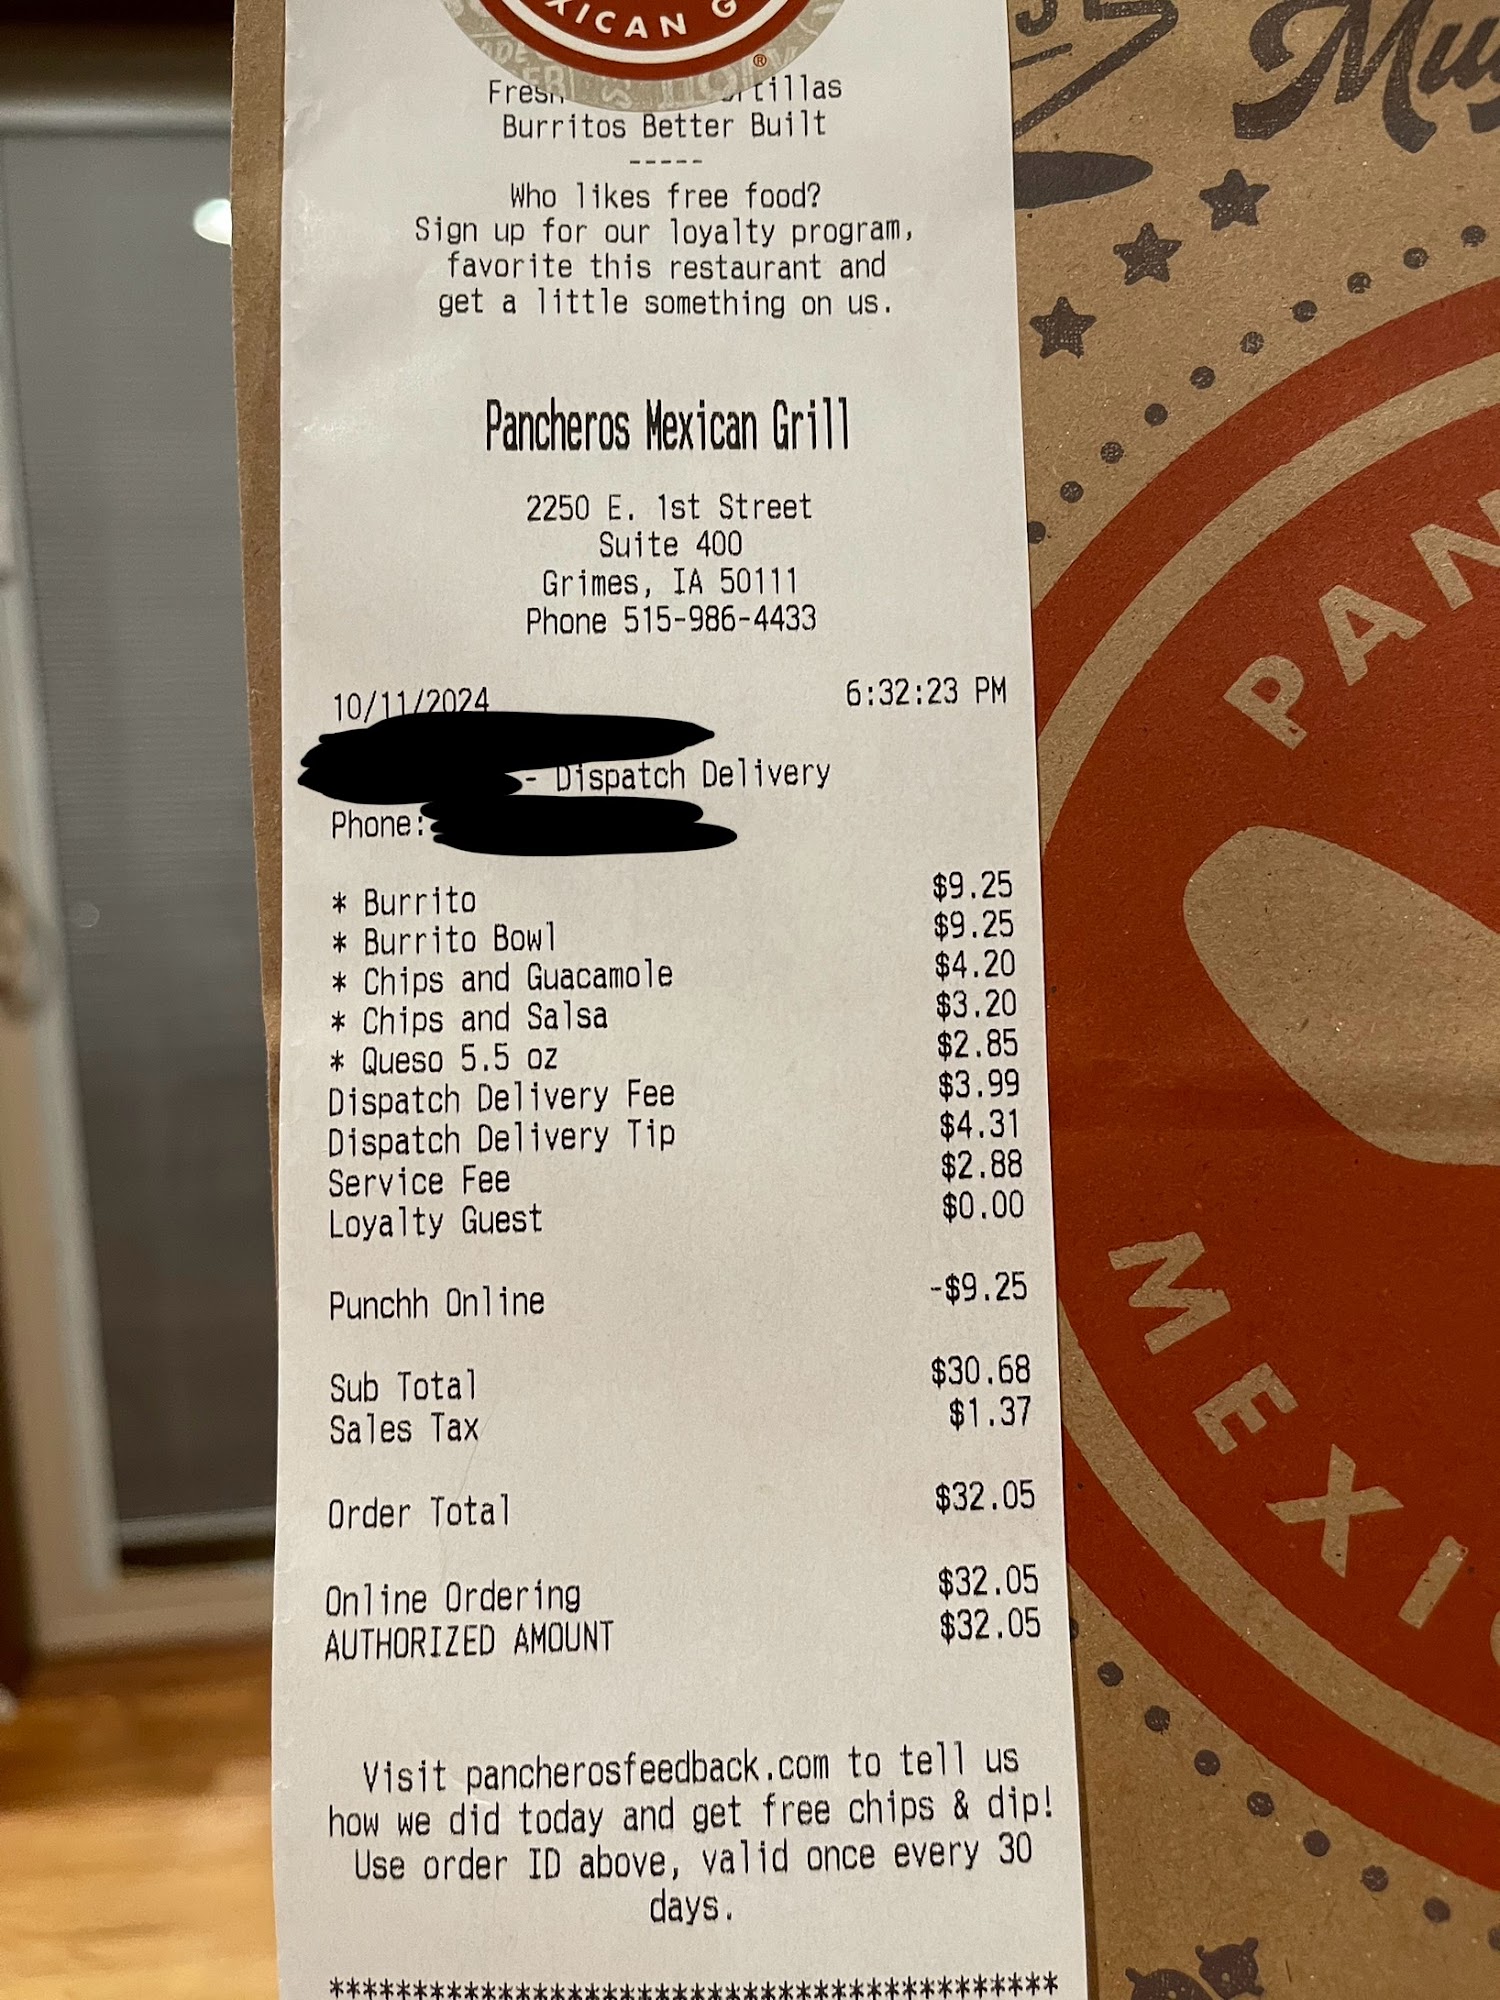 XICAN G
®
Fresh tillas
Burritos Better Built
-----
Who likes free food?
Sign up for our loyalty program,
favorite this restaurant and
get a little something on us.
Pancheros Mexican Grill
2250 E. 1st Street
Suite 400
Grimes, IA 50111
Phone 515-986-4433
10/11/2024 6:32:23 PM
- Dispatch Delivery
Phone:
* Burrito $9.25
* Burrito Bowl $9.25
* Chips and Guacamole $4.20
* Chips and Salsa $3.20
* Queso 5.5 oz $2.85
Dispatch Delivery Fee $3.99
Dispatch Delivery Tip $4.31
Service Fee $2.88
Loyalty Guest $0.00
Punchh Online -$9.25
Sub Total $30.68
Sales Tax $1.37
Order Total $32.05
Online Ordering $32.05
AUTHORIZED AMOUNT $32.05
Visit pancherosfeedback.com to tell us
how we did today and get free chips & dip!
Use order ID above, valid once every 30
days.
******************************************
Mu
PAN
MEXI